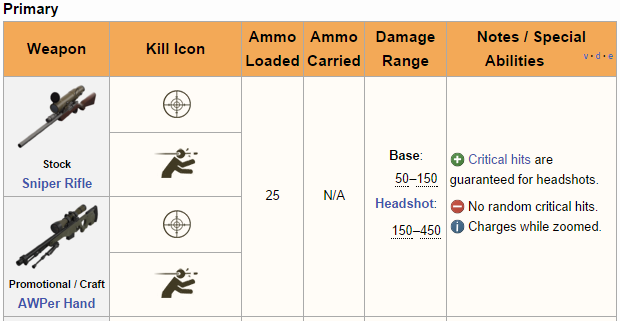 Primary
Weapon
Kill Icon
Ammo
Loaded
Ammo
Carried
Damage
Range
Notes / Special
Abilities
v • d • e
Stock
Sniper Rifle
Promotional / Craft
AWPer Hand
25
N/A
Base:
50–150
Headshot:
150–450
Critical hits are
guaranteed for headshots.
No random critical hits.
Charges while zoomed.